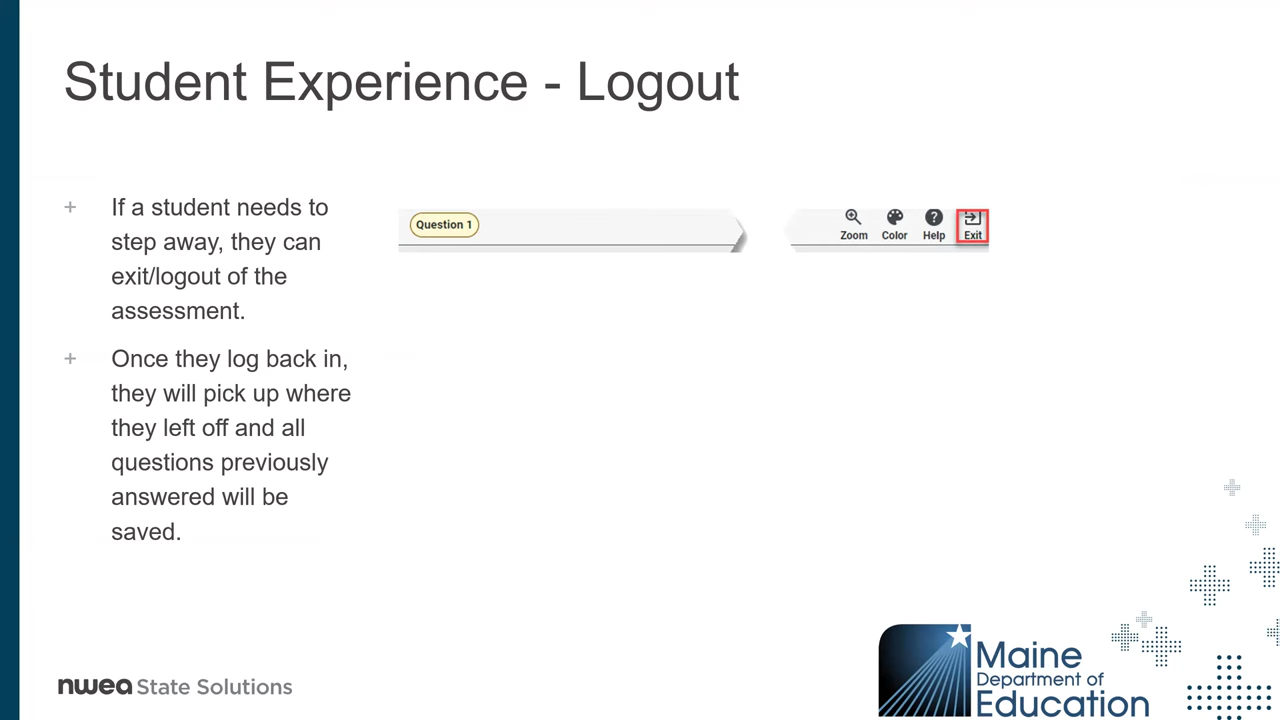 Student Experience - Logout
+ If a student needs to
step away, they can
exit/logout of the
assessment.
+ Once they log back in,
they will pick up where
they left off and all
questions previously
answered will be
saved.
Question 1
Zoom Color Help Exit
nwea State Solutions
Maine
Department of
Education